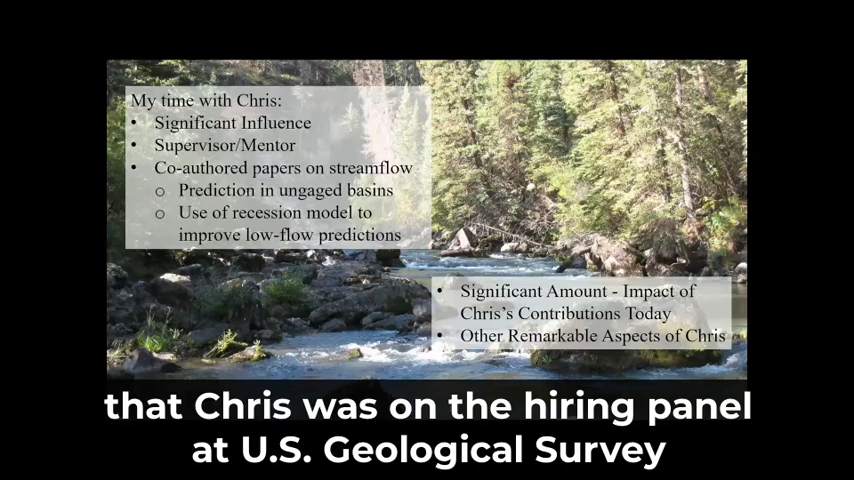 My time with Chris:
• Significant Influence
• Supervisor/Mentor
• Co-authored papers on streamflow
o Prediction in ungaged basins
o Use of recession model to
improve low-flow predictions
• Significant Amount - Impact of
Chris's Contributions Today
• Other Remarkable Aspects of Chris
that Chris was on the hiring panel
at U.S. Geological Survey